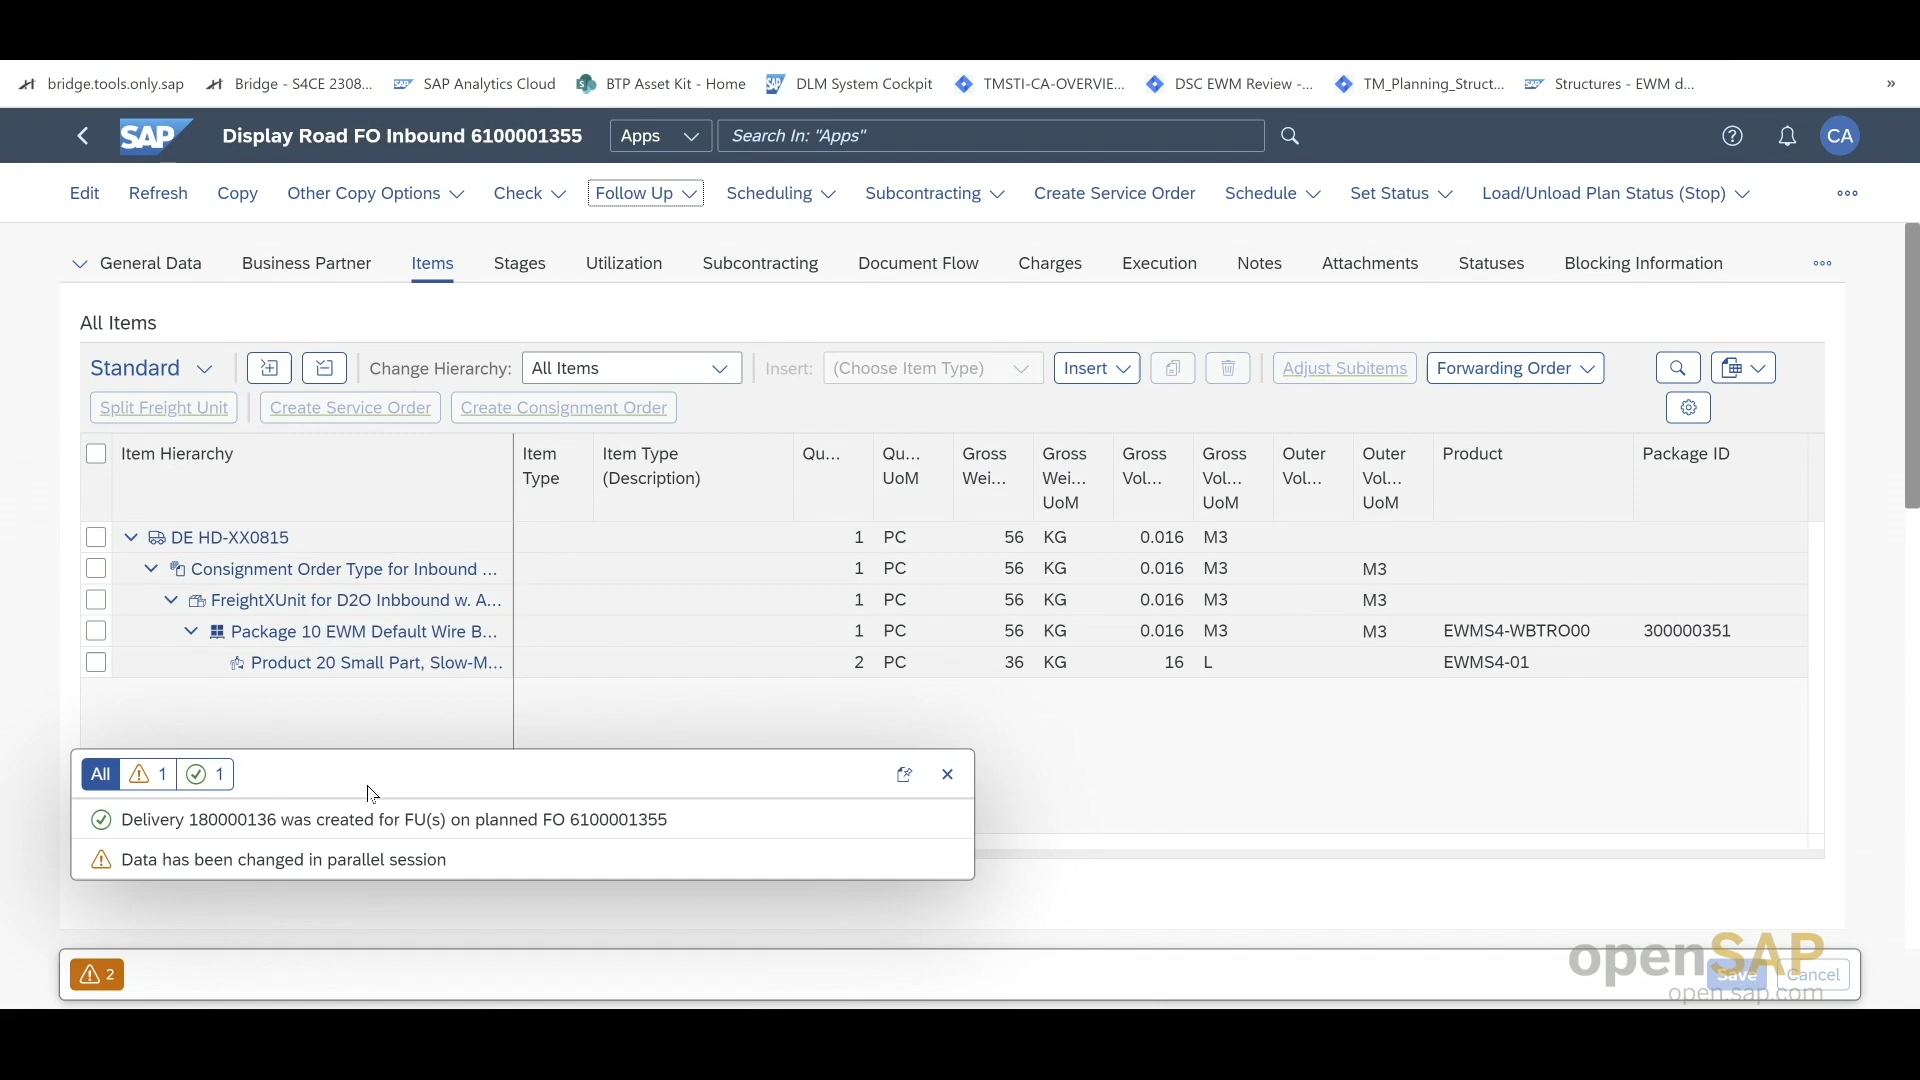 bridge.tools.only.sap Bridge - S4CE 2308... SAP Analytics Cloud BTP Asset Kit - Home DLM System Cockpit TMSTI-CA-OVERVIE... DSC EWM Review -... TM_Planning_Struct... Structures - EWM d... »
SAP Display Road FO Inbound 6100001355 Apps Search In: "Apps" CA
Edit Refresh Copy Other Copy Options Check Follow Up Scheduling Subcontracting Create Service Order Schedule Set Status Load/Unload Plan Status (Stop)
General Data Business Partner Items Stages Utilization Subcontracting Document Flow Charges Execution Notes Attachments Statuses Blocking Information
All Items
Standard Change Hierarchy: All Items Insert: (Choose Item Type) Insert Adjust Subitems Forwarding Order
Split Freight Unit Create Service Order Create Consignment Order
Item Hierarchy Item Item Type Qu... Qu... Gross Gross Gross Gross Outer Outer Product Package ID
Type (Description) UoM Wei... Wei... Vol... Vol... Vol... Vol...
UoM UoM UoM
DE HD-XX0815 1 PC 56 KG 0.016 M3
Consignment Order Type for Inbound ... 1 PC 56 KG 0.016 M3 M3
FreightXUnit for D2O Inbbound w. A... 1 PC 56 KG 0.016 M3 M3
Package 10 EWM Default Wire B... 1 PC 56 KG 0.016 M3 M3 EWMS4-WBTRO00 300000351
Product 20 Small Part, Slow-M... 2 PC 36 KG 16 L EWMS4-01
All 1 1
Delivery 180000136 was created for FU(s) on planned FO 6100001355
Data has been changed in parallel session
openSAP
2 Save Cancel
open.sap.com